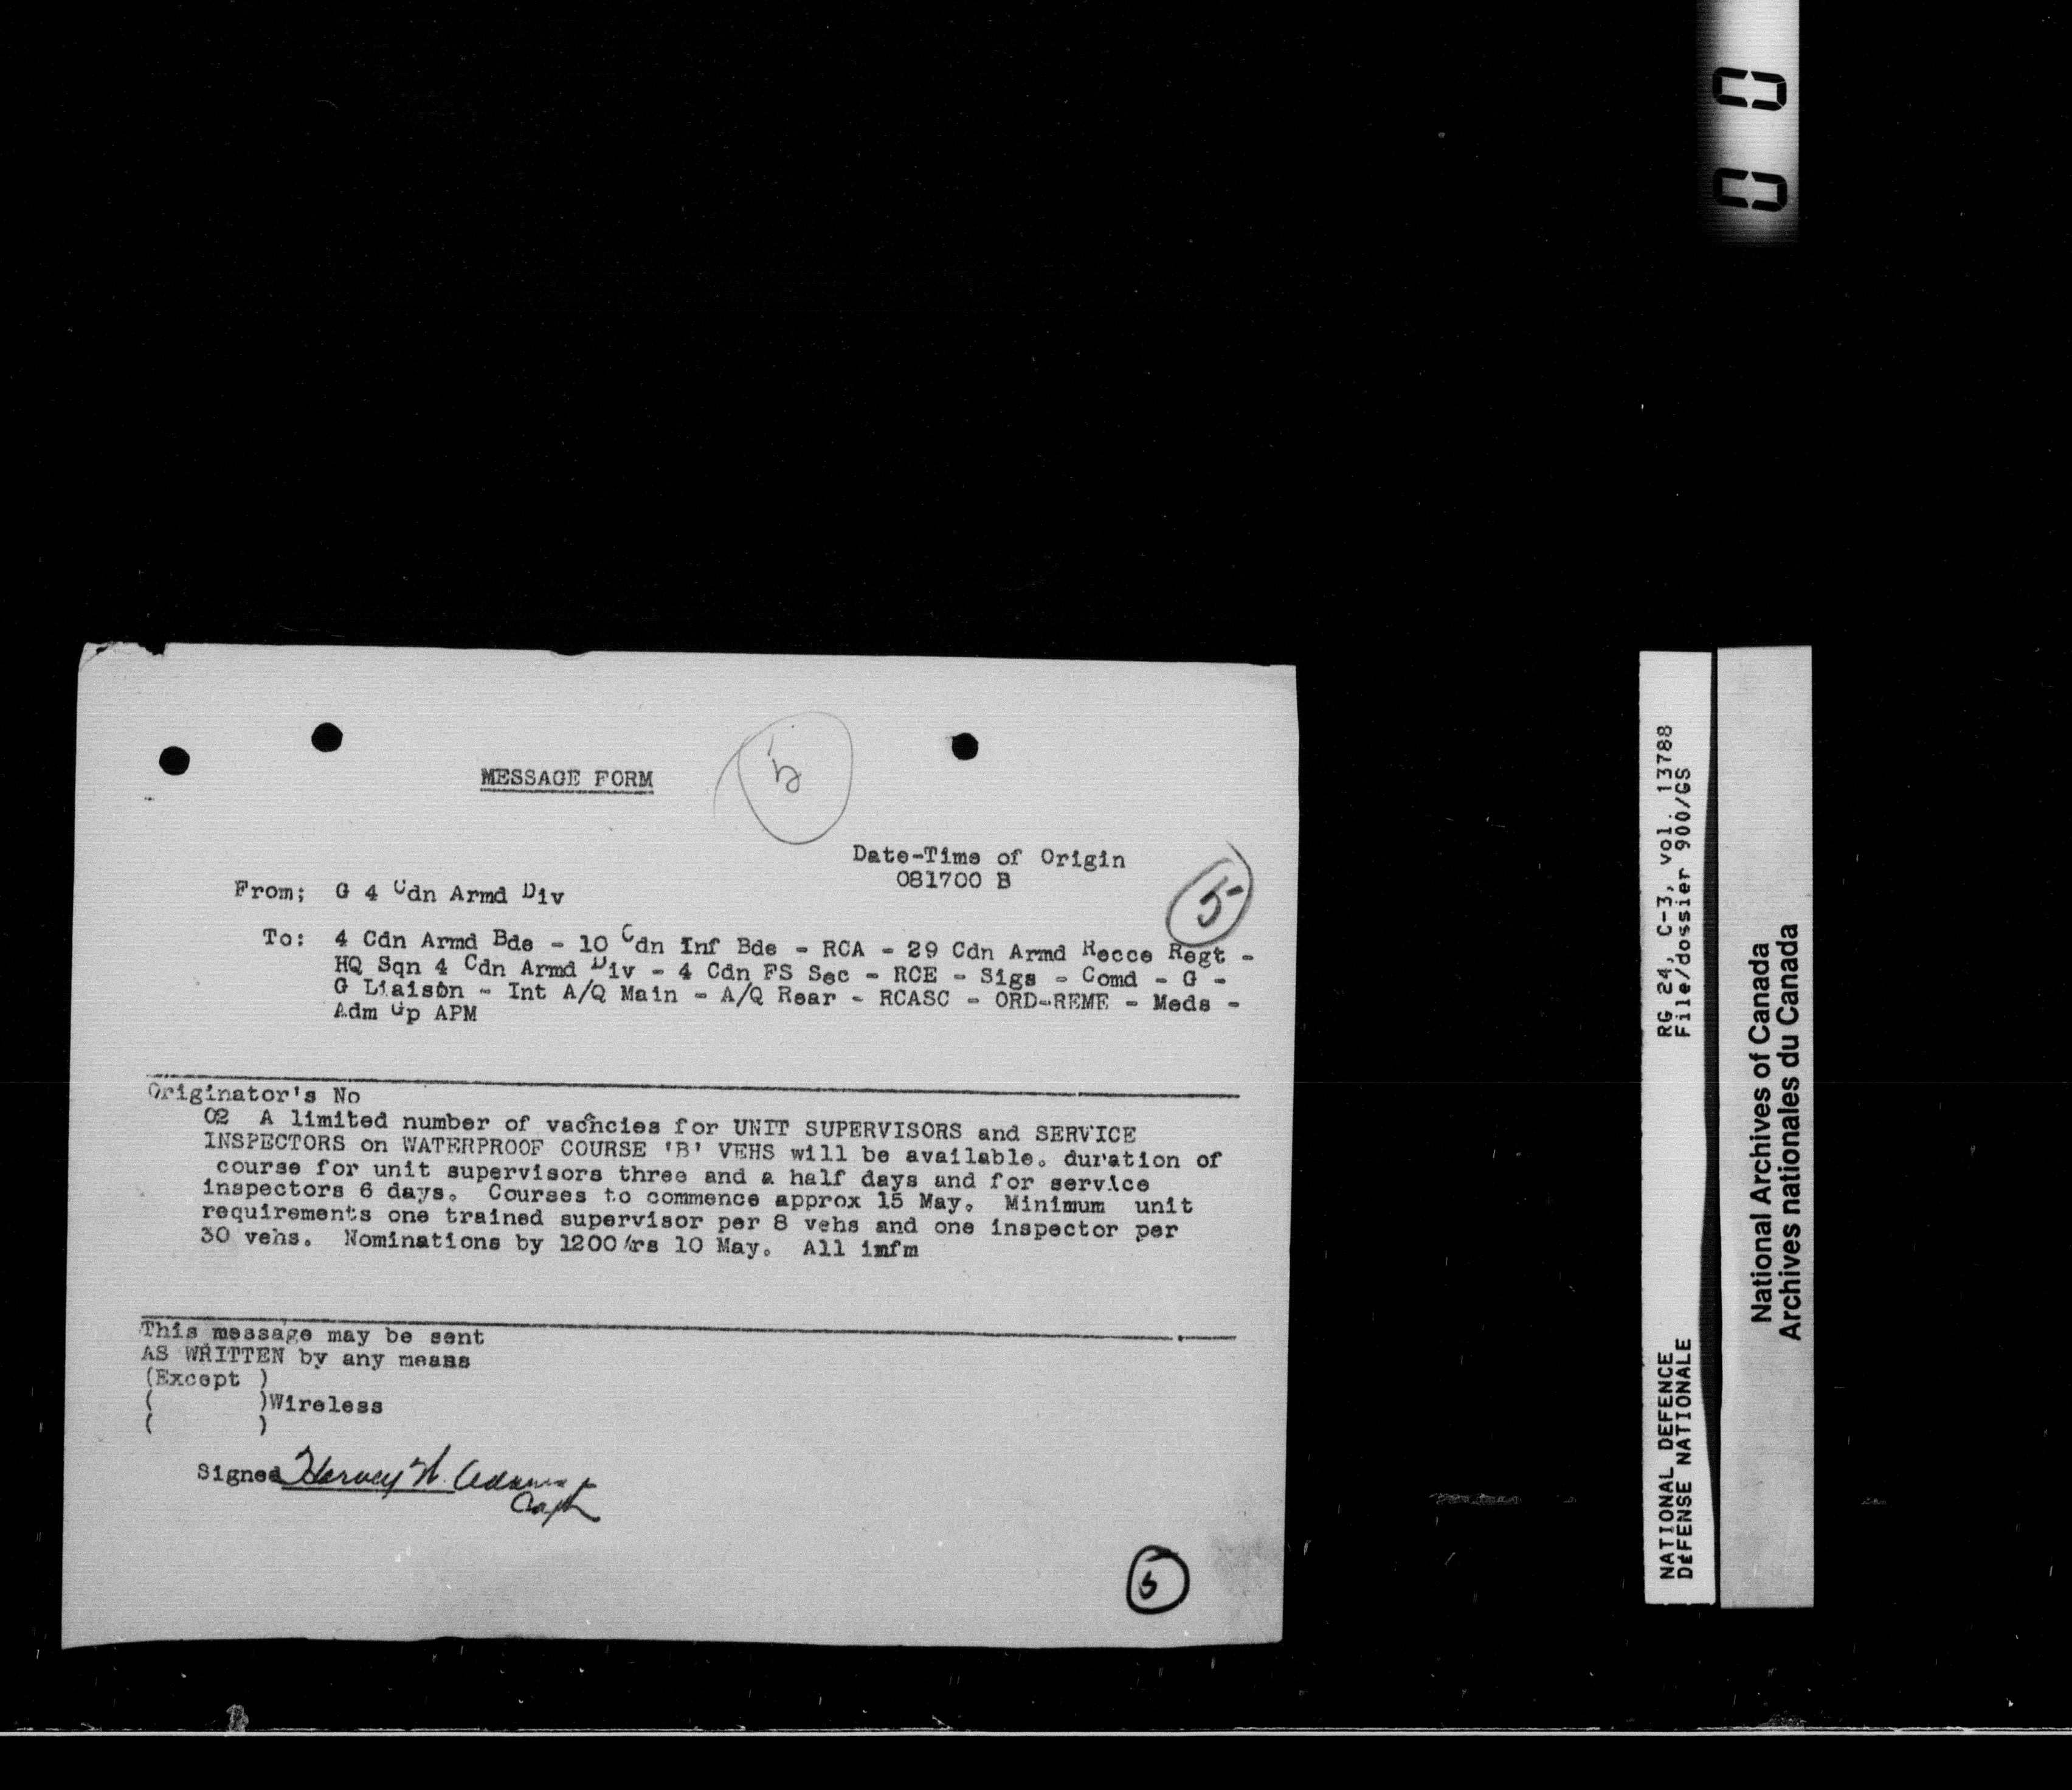 0 0
MESSAGE FORM
5
Date-Time of Origin
081700 B
5
From; G 4 Cdn Armd Div
To: 4 Cdn Armd Bde - 10 Cdn Inf Bde - RCA - 29 Cdn Armd Recce Regt -
HQ Sqn 4 Cdn Armd Div - 4 Cdn FS Sec - RCE - Sigs - Comd - G -
G Liaison - Int A/Q Main - A/Q Rear - RCASC - ORD-REME - Meds -
Adm Gp APM
Originator's No
O2 A limited number of vacncies for UNIT SUPERVISORS and SERVICE
INSPECTORS on WATERPROOF COURSE 'B' VEHS will be available. duration of
course for unit supervisors three and a half days and for service
inspectors 6 days. Courses to commence approx 15 May. Minimum unit
requirements one trained supervisor per 8 vehs and one inspector per
30 vehs. Nominations by 1200 hrs 10 May. All imfm
This message may be sent
AS WRITTEN by any means
(Except )
( )Wireless
( )
Signed Harvey
Capt
5
RG 24, C-3, vol. 13788
File/dossier 900/GS
NATIONAL DEFENCE
DÉFENSE NATIONALE
National Archives of Canada
Archives nationales du Canada